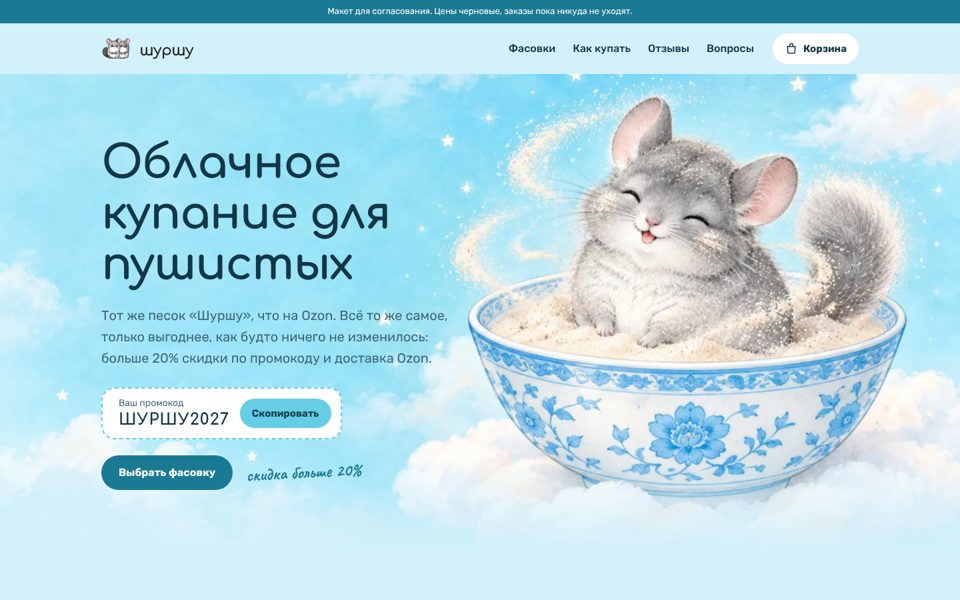 Макет для согласования. Цены черновые, заказы пока никуда не уходят.
шуршу
Фасовки
Как купать
Отзывы
Вопросы
Корзина
Облачное
купание для
пушистых
Тот же песок «Шуршу», что на Ozon. Всё то же самое,
только выгоднее, как будто ничего не изменилось:
больше 20% скидки по промокоду и доставка Ozon.
Ваш промокод
ШУРШУ2027
Скопировать
Выбрать фасовку
скидка больше 20%